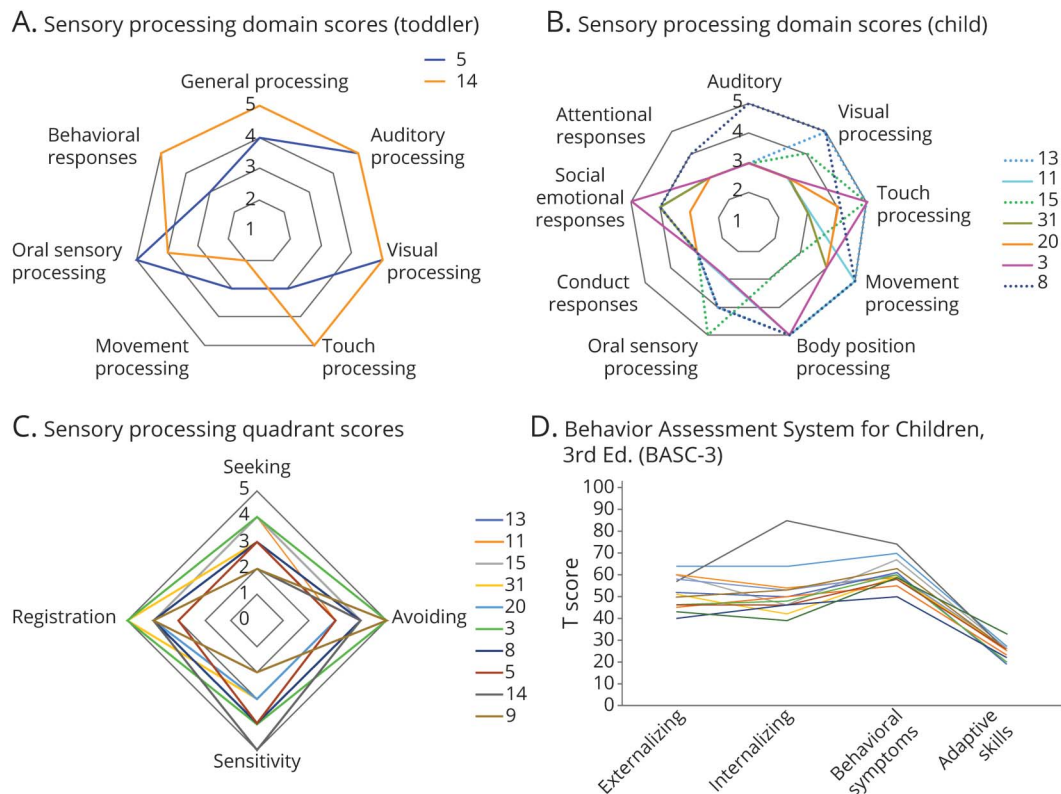 A. Sensory processing domain scores (toddler)
5
14
General processing
5
4
3
2
1
Behavioral
responses
Auditory
processing
Oral sensory
processing
Visual
processing
Movement
processing
Touch
processing
B. Sensory processing domain scores (child)
Auditory
5
4
3
2
1
Attentional
responses
Visual
processing
Social
emotional
responses
Touch
processing
Conduct
responses
Movement
processing
Oral sensory
processing
Body position
processing
13
11
15
31
20
3
8
C. Sensory processing quadrant scores
Seeking
5
4
3
2
1
0
Registration
Avoiding
Sensitivity
13
11
15
31
20
3
8
5
14
9
D. Behavior Assessment System for Children,
3rd Ed. (BASC-3)
100
90
80
70
60
50
40
30
20
10
0
T score
Externalizing
Internalizing
Behavioral
symptoms
Adaptive
skills